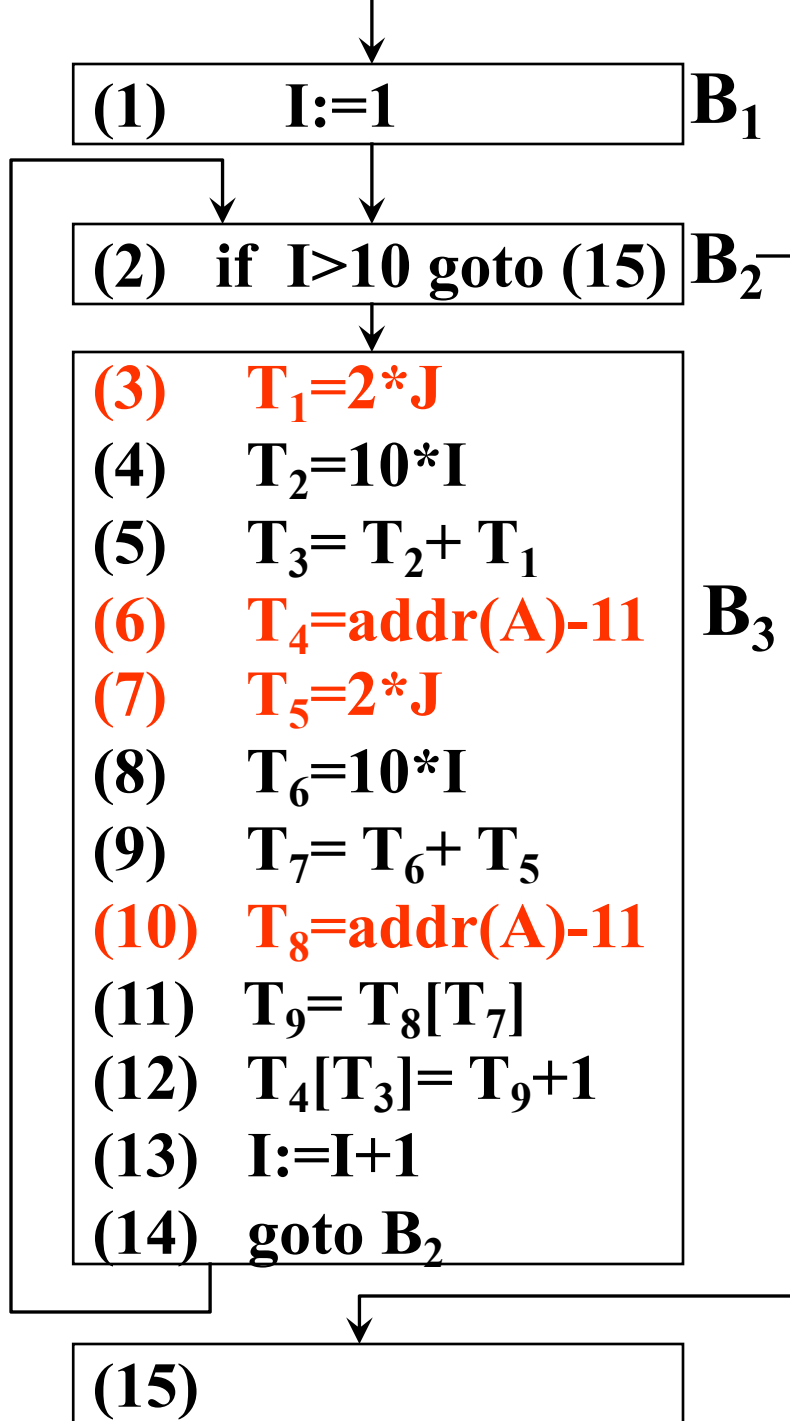 (1) I:=1 B₁
(2) if I>10 goto (15) B₂
(3) T₁=2*J
(4) T₂=10*I
(5) T₃= T₂+ T₁
(6) T₄=addr(A)-11 B₃
(7) T₅=2*J
(8) T₆=10*I
(9) T₇= T₆+ T₅
(10) T₈=addr(A)-11
(11) T₉= T₈[T₇]
(12) T₄[T₃]= T₉+1
(13) I:=I+1
(14) goto B₂
(15)